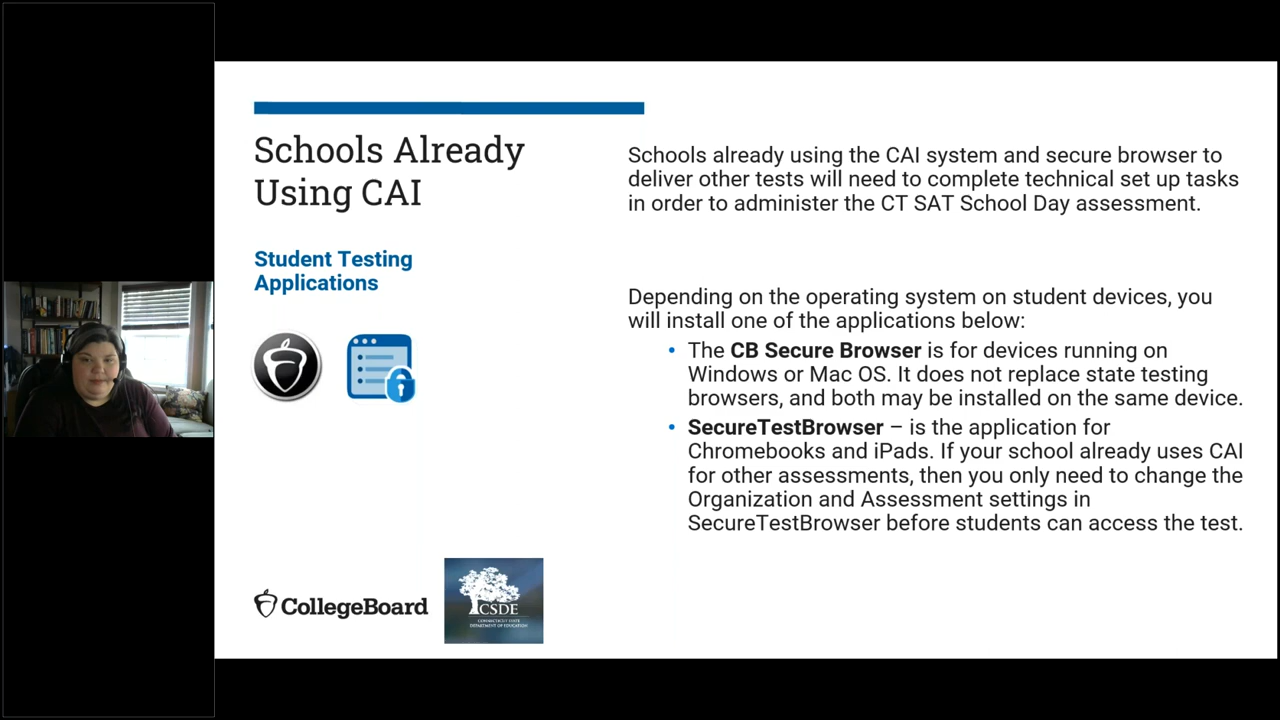 Schools Already
Using CAI
Student Testing
Applications
Schools already using the CAI system and secure browser to
deliver other tests will need to complete technical set up tasks
in order to administer the CT SAT School Day assessment.
Depending on the operating system on student devices, you
will install one of the applications below:
• The CB Secure Browser is for devices running on
Windows or Mac OS. It does not replace state testing
browsers, and both may be installed on the same device.
• SecureTestBrowser – is the application for
Chromebooks and iPads. If your school already uses CAI
for other assessments, then you only need to change the
Organization and Assessment settings in
SecureTestBrowser before students can access the test.
CollegeBoard
CSDE
CONNECTICUT STATE
DEPARTMENT OF EDUCATION